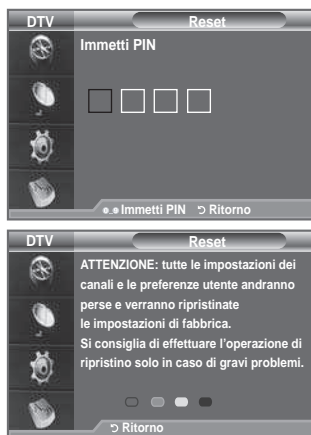 DTV Reset
Immetti PIN
Immetti PIN Ritorno
DTV Reset
ATTENZIONE: tutte le impostazioni dei
canali e le preferenze utente andranno
perse e verranno ripristinate
le impostazioni di fabbrica.
Si consiglia di effettuare l'operazione di
ripristino solo in caso di gravi problemi.
Ritorno